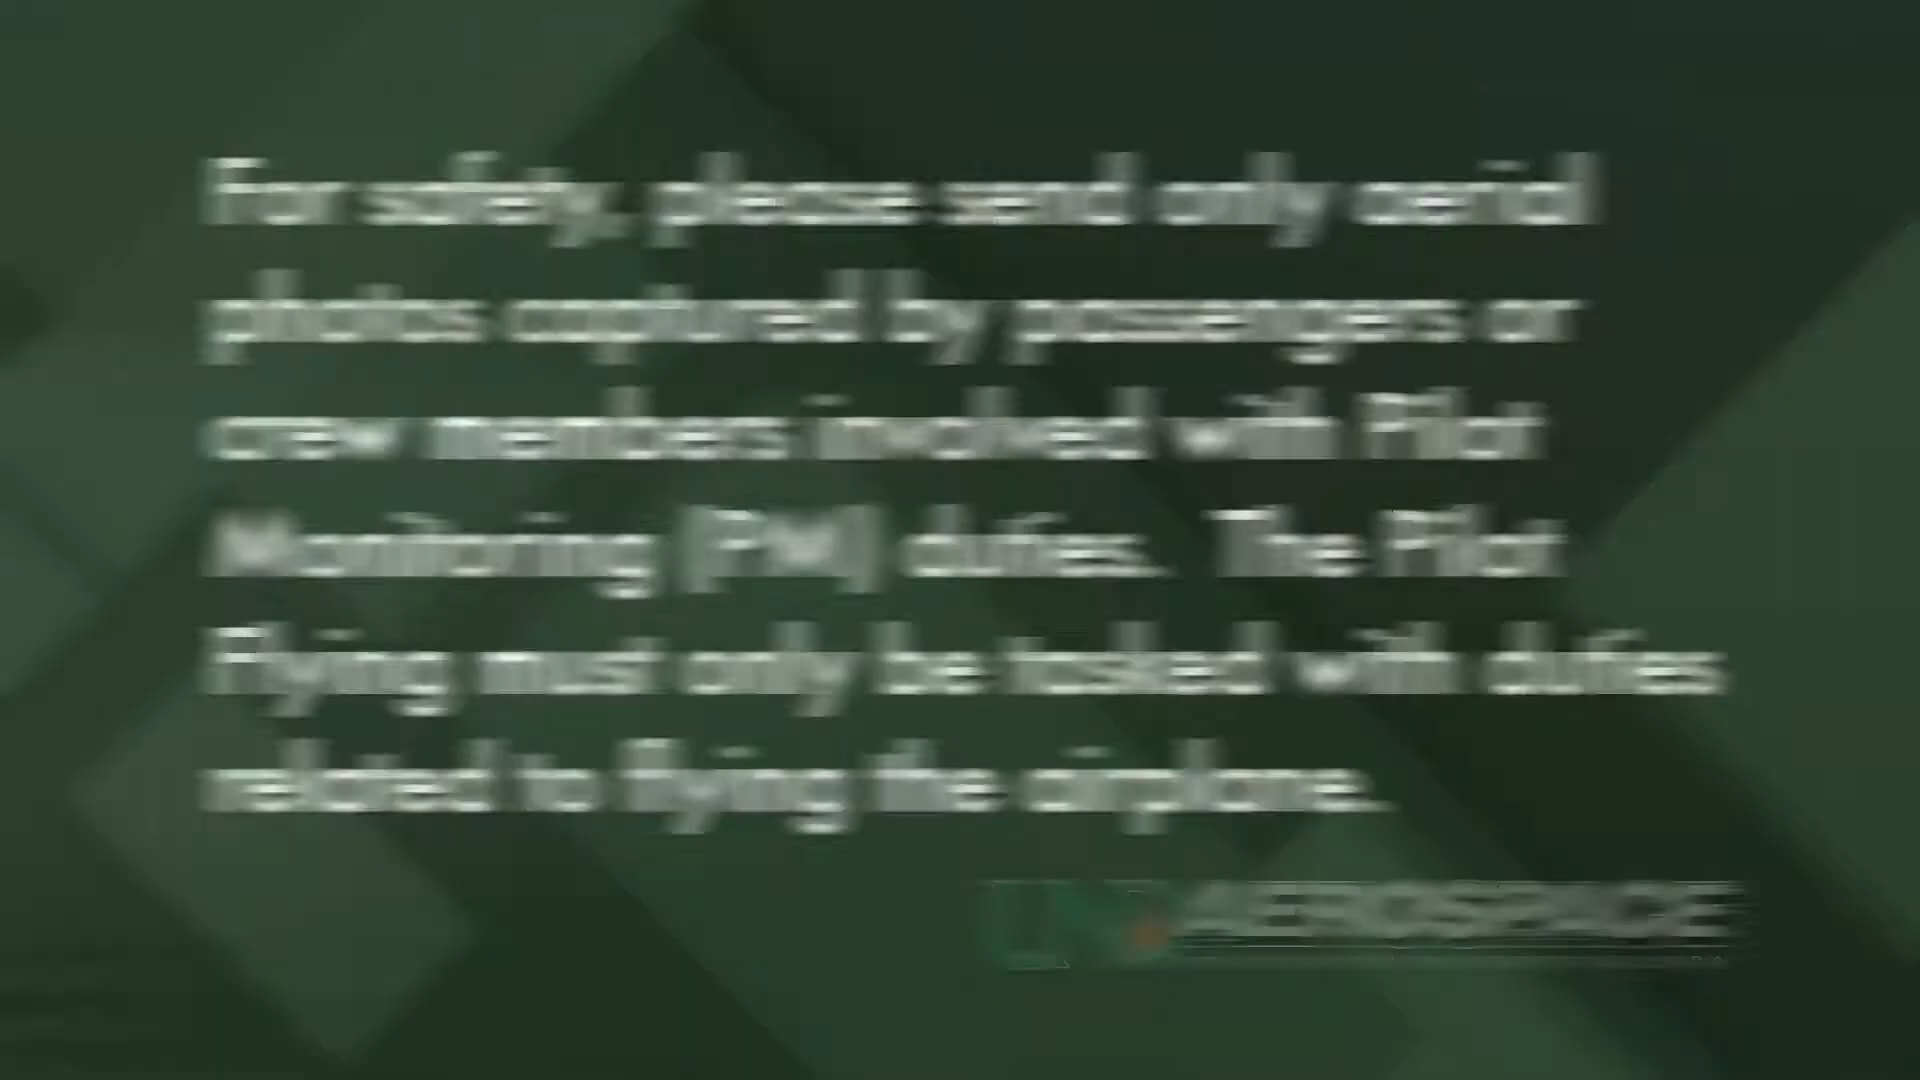 For safety, please send only aerial
photos captured by passengers or
crew members involved with Pilot
Monitoring (PM) duties.  The Pilot
Flying must only be tasked with duties
related to flying the airplane.
AEROSPACE